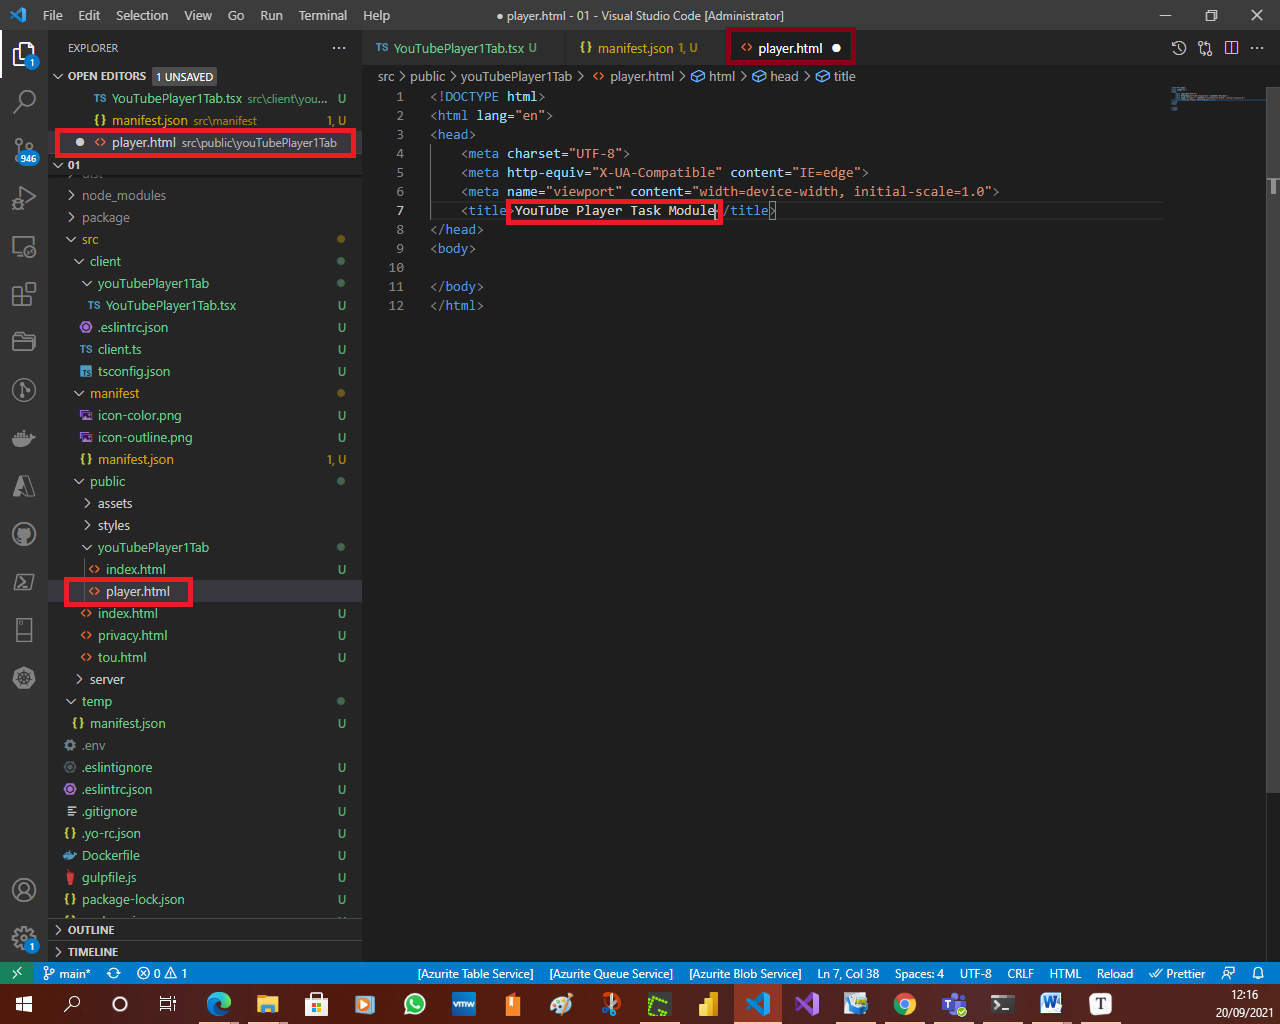 File Edit Selection View Go Run Terminal Help
● player.html - 01 - Visual Studio Code [Administrator]
EXPLORER
OPEN EDITORS 1 UNSAVED
TS YouTubePlayer1Tab.tsx src\client\you... U
{} manifest.json src\manifest 1, U
● <> player.html src\public\youTubePlayer1Tab
01
node_modules
package
src
client
youTubePlayer1Tab
TS YouTubePlayer1Tab.tsx U
.eslintrc.json U
TS client.ts U
TS tsconfig.json U
manifest
icon-color.png U
icon-outline.png U
{} manifest.json 1, U
public
assets
styles
youTubePlayer1Tab
<> index.html U
<> player.html
<> index.html U
<> privacy.html U
<> tou.html U
server
temp
{} manifest.json U
.env
.eslintignore U
.eslintrc.json U
.gitignore U
{} .yo-rc.json U
Dockerfile U
gulpfile.js U
{} package-lock.json U
OUTLINE
TIMELINE
1
946
1
TS YouTubePlayer1Tab.tsx U
{} manifest.json 1, U
<> player.html ●
src > public > youTubePlayer1Tab > <> player.html > html > head > title
1 <!DOCTYPE html>
2 <html lang="en">
3 <head>
4 <meta charset="UTF-8">
5 <meta http-equiv="X-UA-Compatible" content="IE=edge">
6 <meta name="viewport" content="width=device-width, initial-scale=1.0">
7 <title>YouTube Player Task Module</title>
8 </head>
9 <body>
10
11 </body>
12 </html>
main* 0 1 [Azurite Table Service] [Azurite Queue Service] [Azurite Blob Service] Ln 7, Col 38 Spaces: 4 UTF-8 CRLF HTML Reload Prettier
vmw
W
T
12:16
20/09/2021